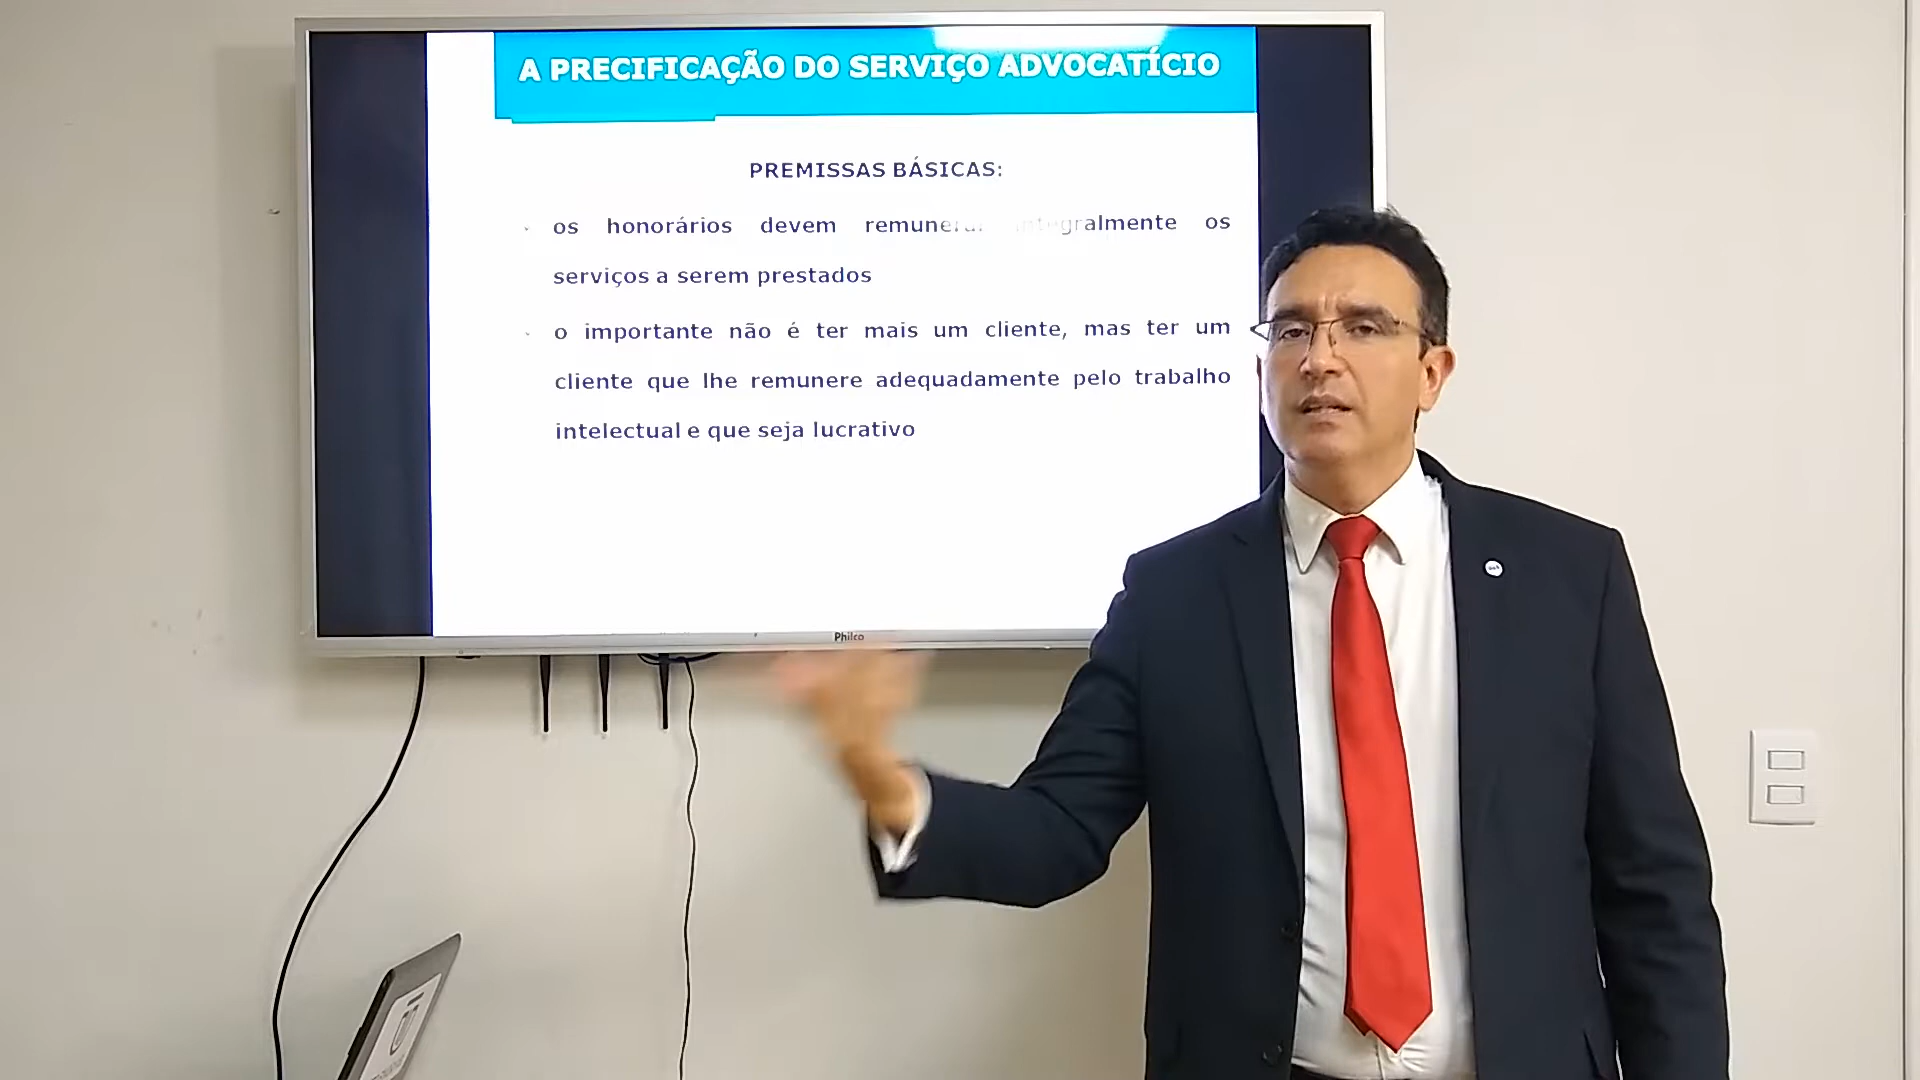 A PRECIFICAÇÃO DO SERVIÇO ADVOCATÍCIO
PREMISSAS BÁSICAS:
os honorários devem remunerar integralmente os
serviços a serem prestados
o importante não é ter mais um cliente, mas ter um
cliente que lhe remunere adequadamente pelo trabalho
intelectual e que seja lucrativo
Philco